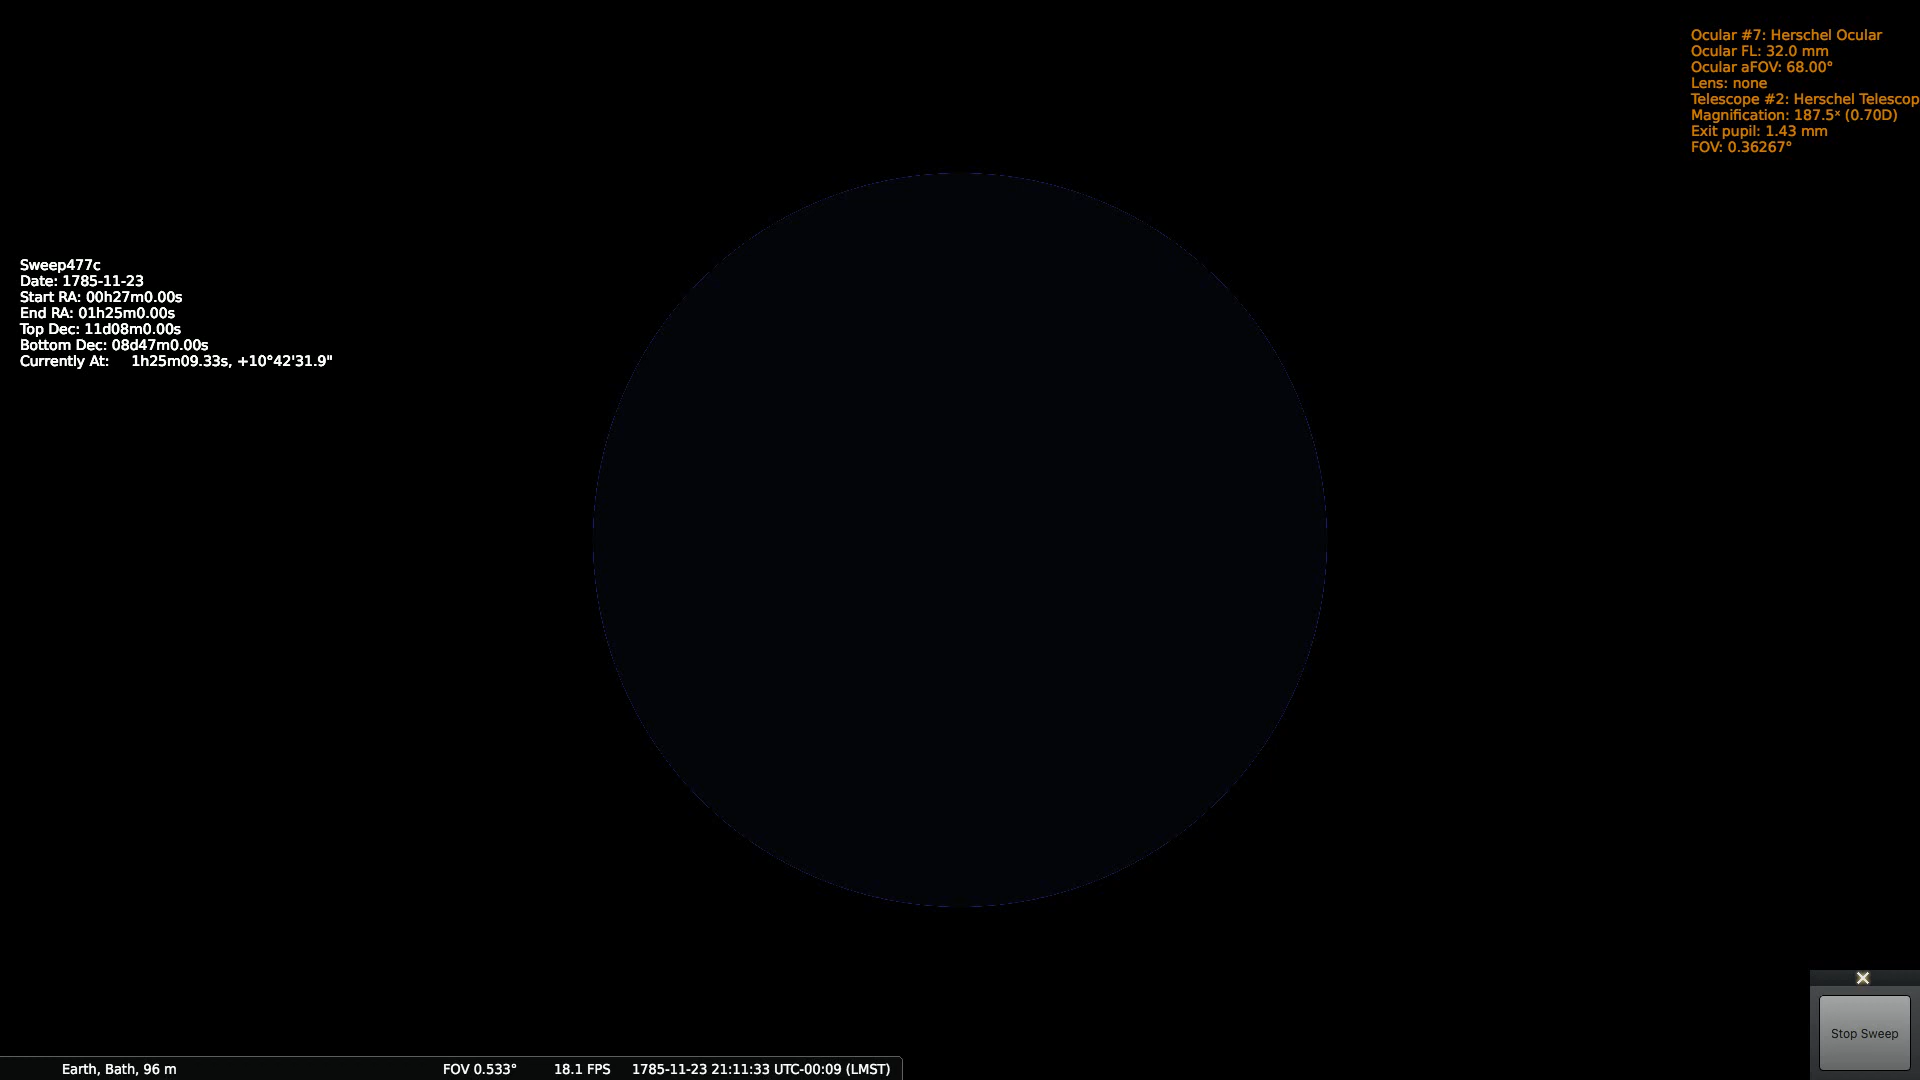 Ocular #7: Herschel Ocular
Ocular FL: 32.0 mm
Ocular aFOV: 68.00°
Lens: none
Telescope #2: Herschel Telescop
Magnification: 187.5ˣ (0.70D)
Exit pupil: 1.43 mm
FOV: 0.36267°
Sweep477c
Date: 1785-11-23
Start RA: 00h27m0.00s
End RA: 01h25m0.00s
Top Dec: 11d08m0.00s
Bottom Dec: 08d47m0.00s
Currently At: 1h25m09.33s, +10°42'31.9"
Stop Sweep
Earth, Bath, 96 m FOV 0.533° 18.1 FPS 1785-11-23 21:11:33 UTC-00:09 (LMST)